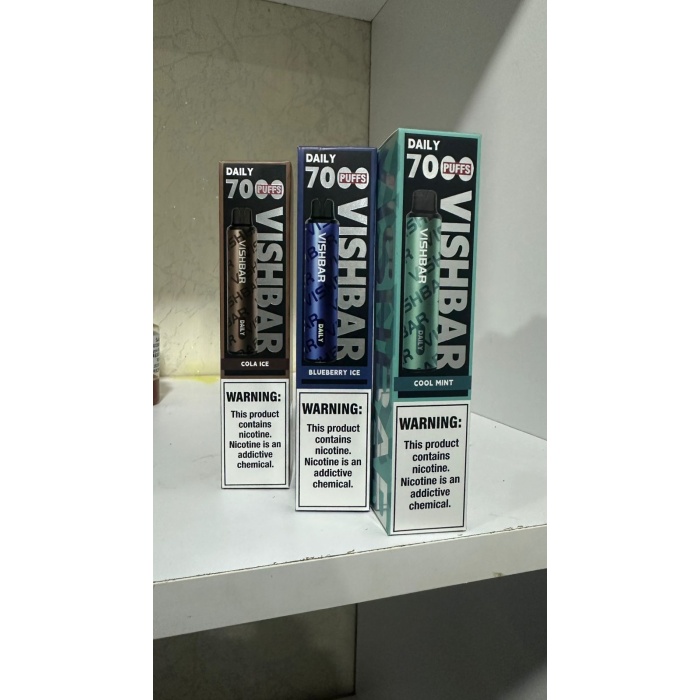 DAILY
7000
PUFFS
VISHBAR
VISHBAR
DAILY
COLA ICE
WARNING:
This product
contains
nicotine.
Nicotine is an
addictive
chemical.
DAILY
7000
PUFFS
VISHBAR
VISHBAR
DAILY
BLUEBERRY ICE
WARNING:
This product
contains
nicotine.
Nicotine is an
addictive
chemical.
DAILY
7000
PUFFS
VISHBAR
VISHBAR
DAILY
COOL MINT
WARNING:
This product
contains
nicotine.
Nicotine is an
addictive
chemical.